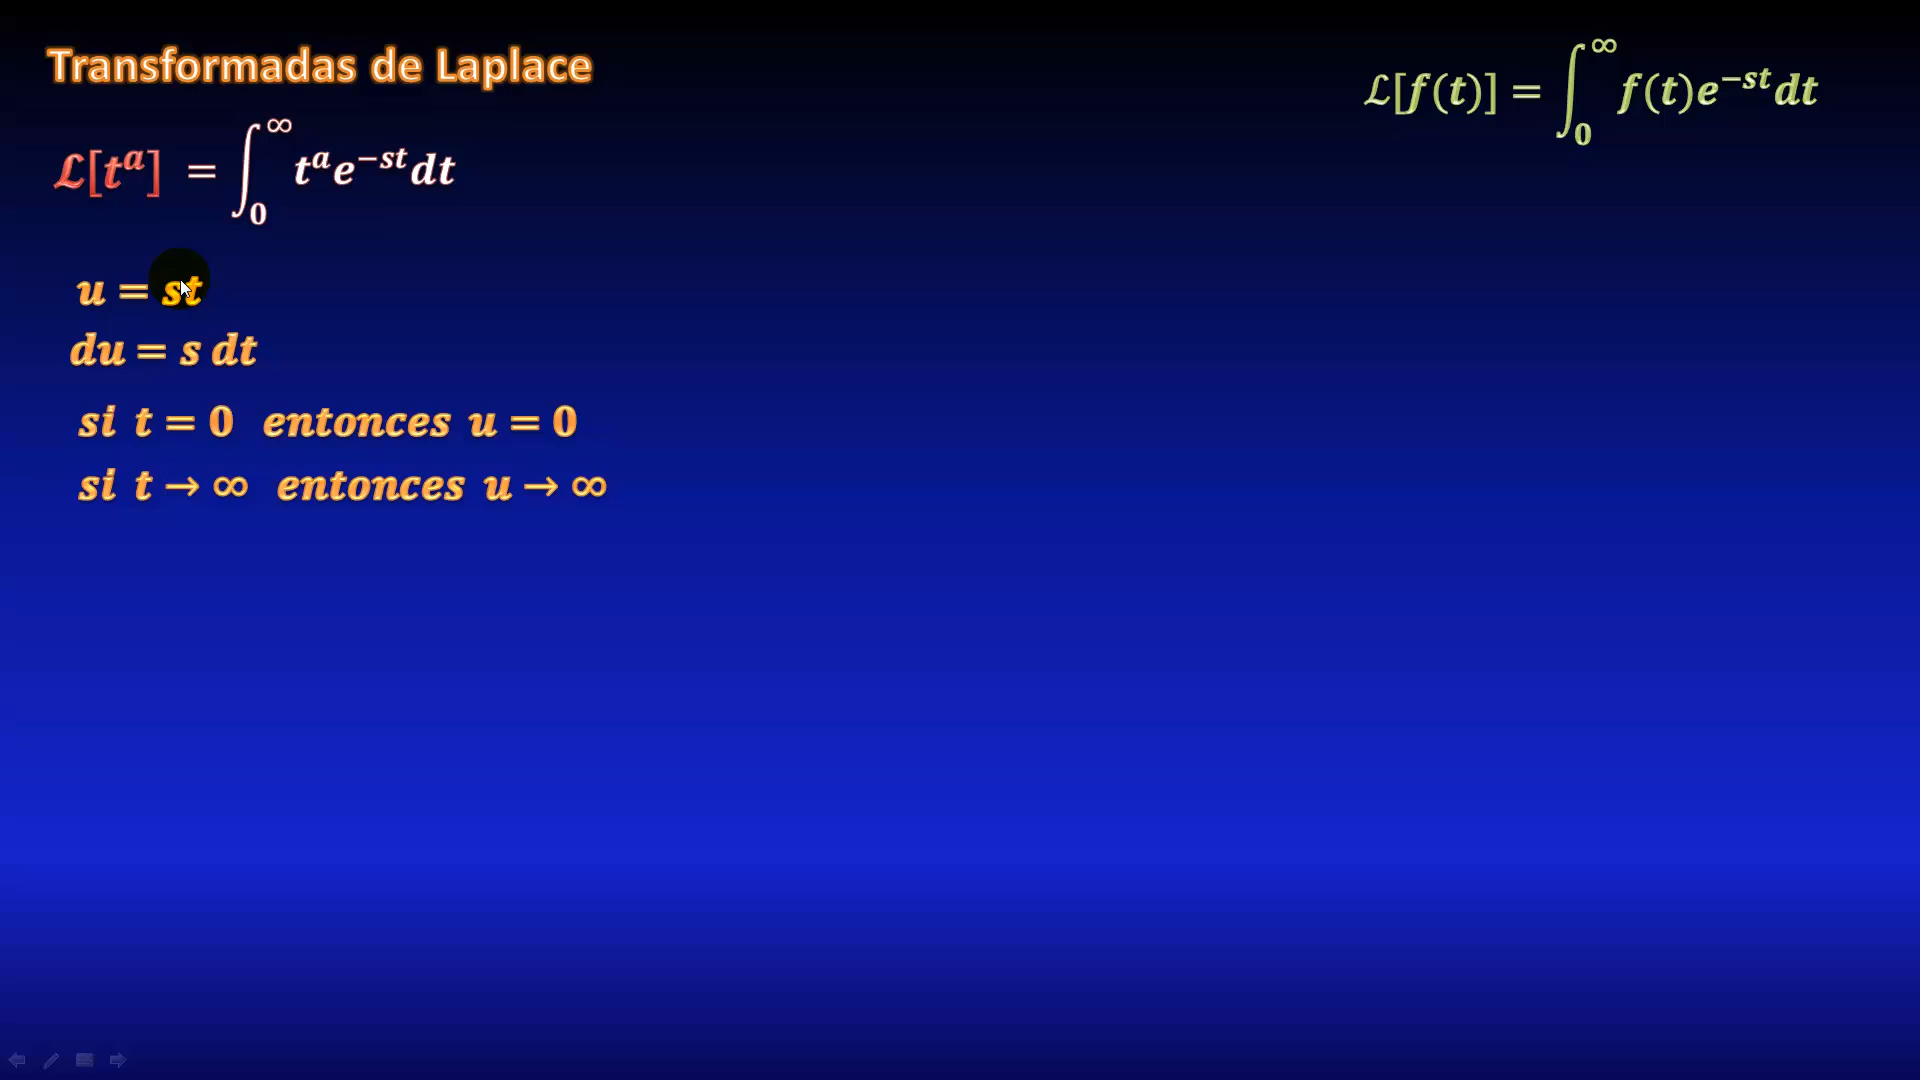 Transformadas de Laplace
ℒ[f(t)] = ∫₀^∞ f(t)e^{−st}dt
ℒ[t^a] = ∫₀^∞ t^a e^{−st}dt
u = st
du = s dt
si t = 0 entonces u = 0
si t → ∞ entonces u → ∞